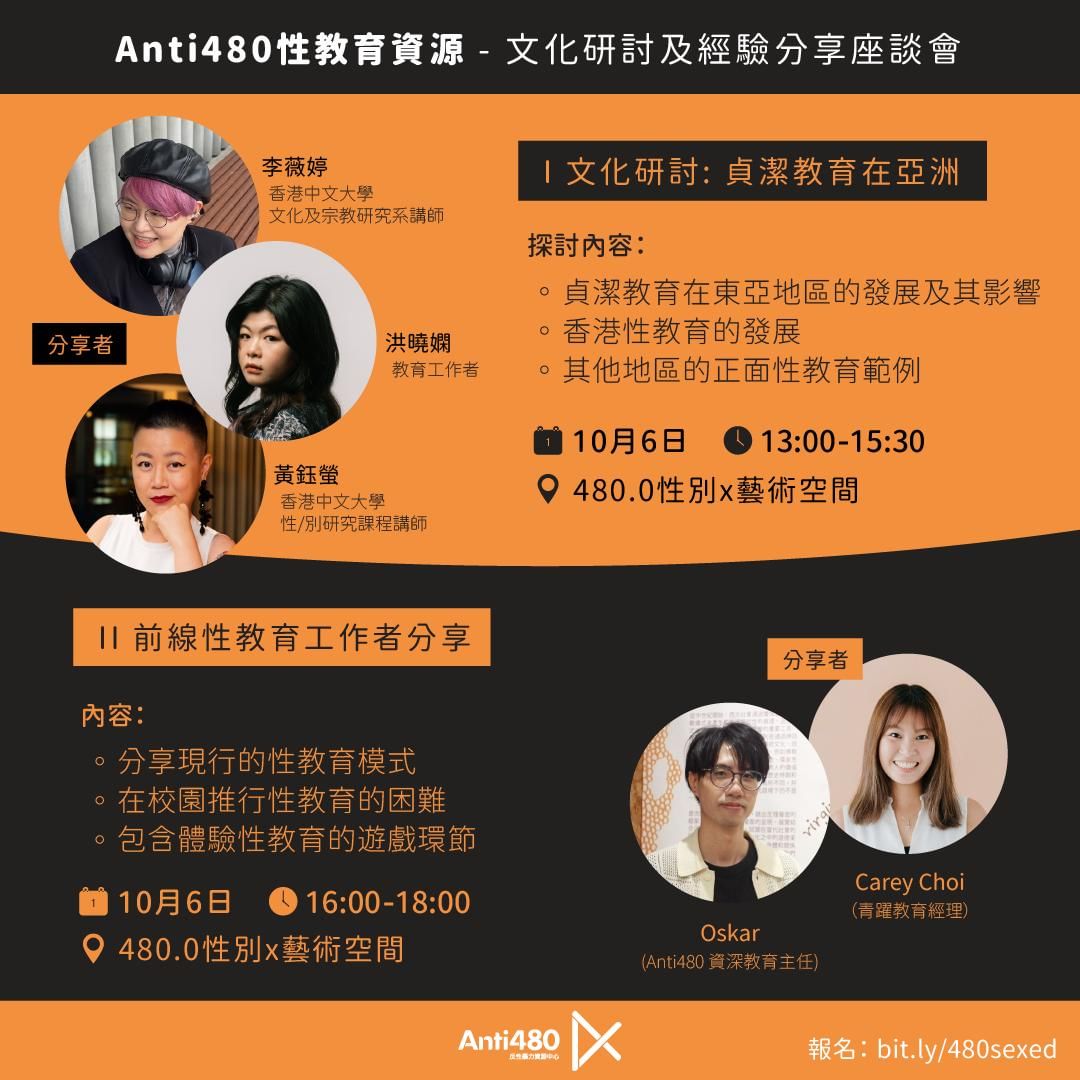 Anti480性教育資源 - 文化研討及經驗分享座談會
李薇婷
香港中文大學
文化及宗教研究系講師
分享者
洪曉嫻
教育工作者
黃鈺螢
香港中文大學
性/別研究課程講師
I 文化研討: 貞潔教育在亞洲
探討內容:
貞潔教育在東亞地區的發展及其影響
香港性教育的發展
其他地區的正面性教育範例
1 10月6日 13:00-15:30
480.0性別x藝術空間
II 前線性教育工作者分享
內容:
分享現行的性教育模式
在校園推行性教育的困難
包含體驗性教育的遊戲環節
1 10月6日 16:00-18:00
480.0性別x藝術空間
分享者
virgi
Carey Choi
(青躍教育經理)
Oskar
(Anti480 資深教育主任)
Anti480
反性暴力資源中心
報名: bit.ly/480sexed